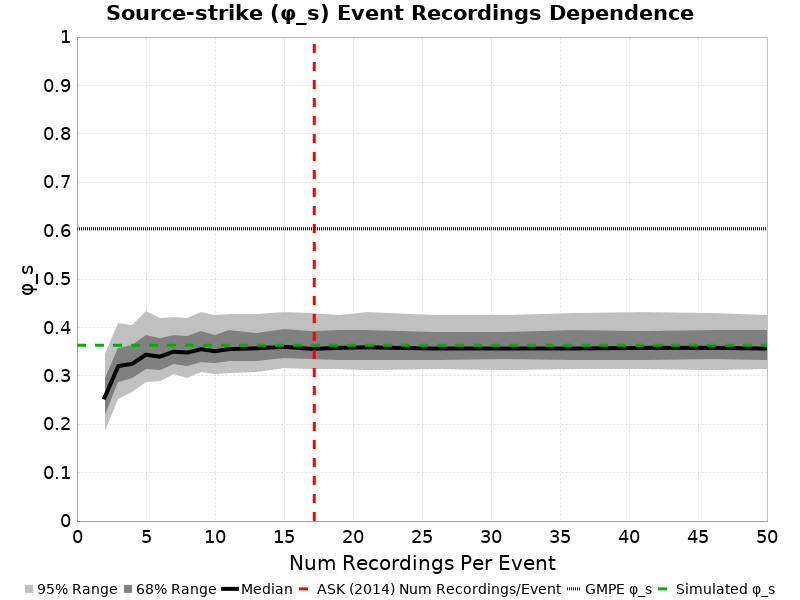 Source-strike (φ_s) Event Recordings Dependence
1
0.9
0.8
0.7
0.6
0.5
0.4
0.3
0.2
0.1
0
φ_s
0 5 10 15 20 25 30 35 40 45 50
Num Recordings Per Event
95% Range 68% Range Median ASK (2014) Num Recordings/Event GMPE φ_s Simulated φ_s